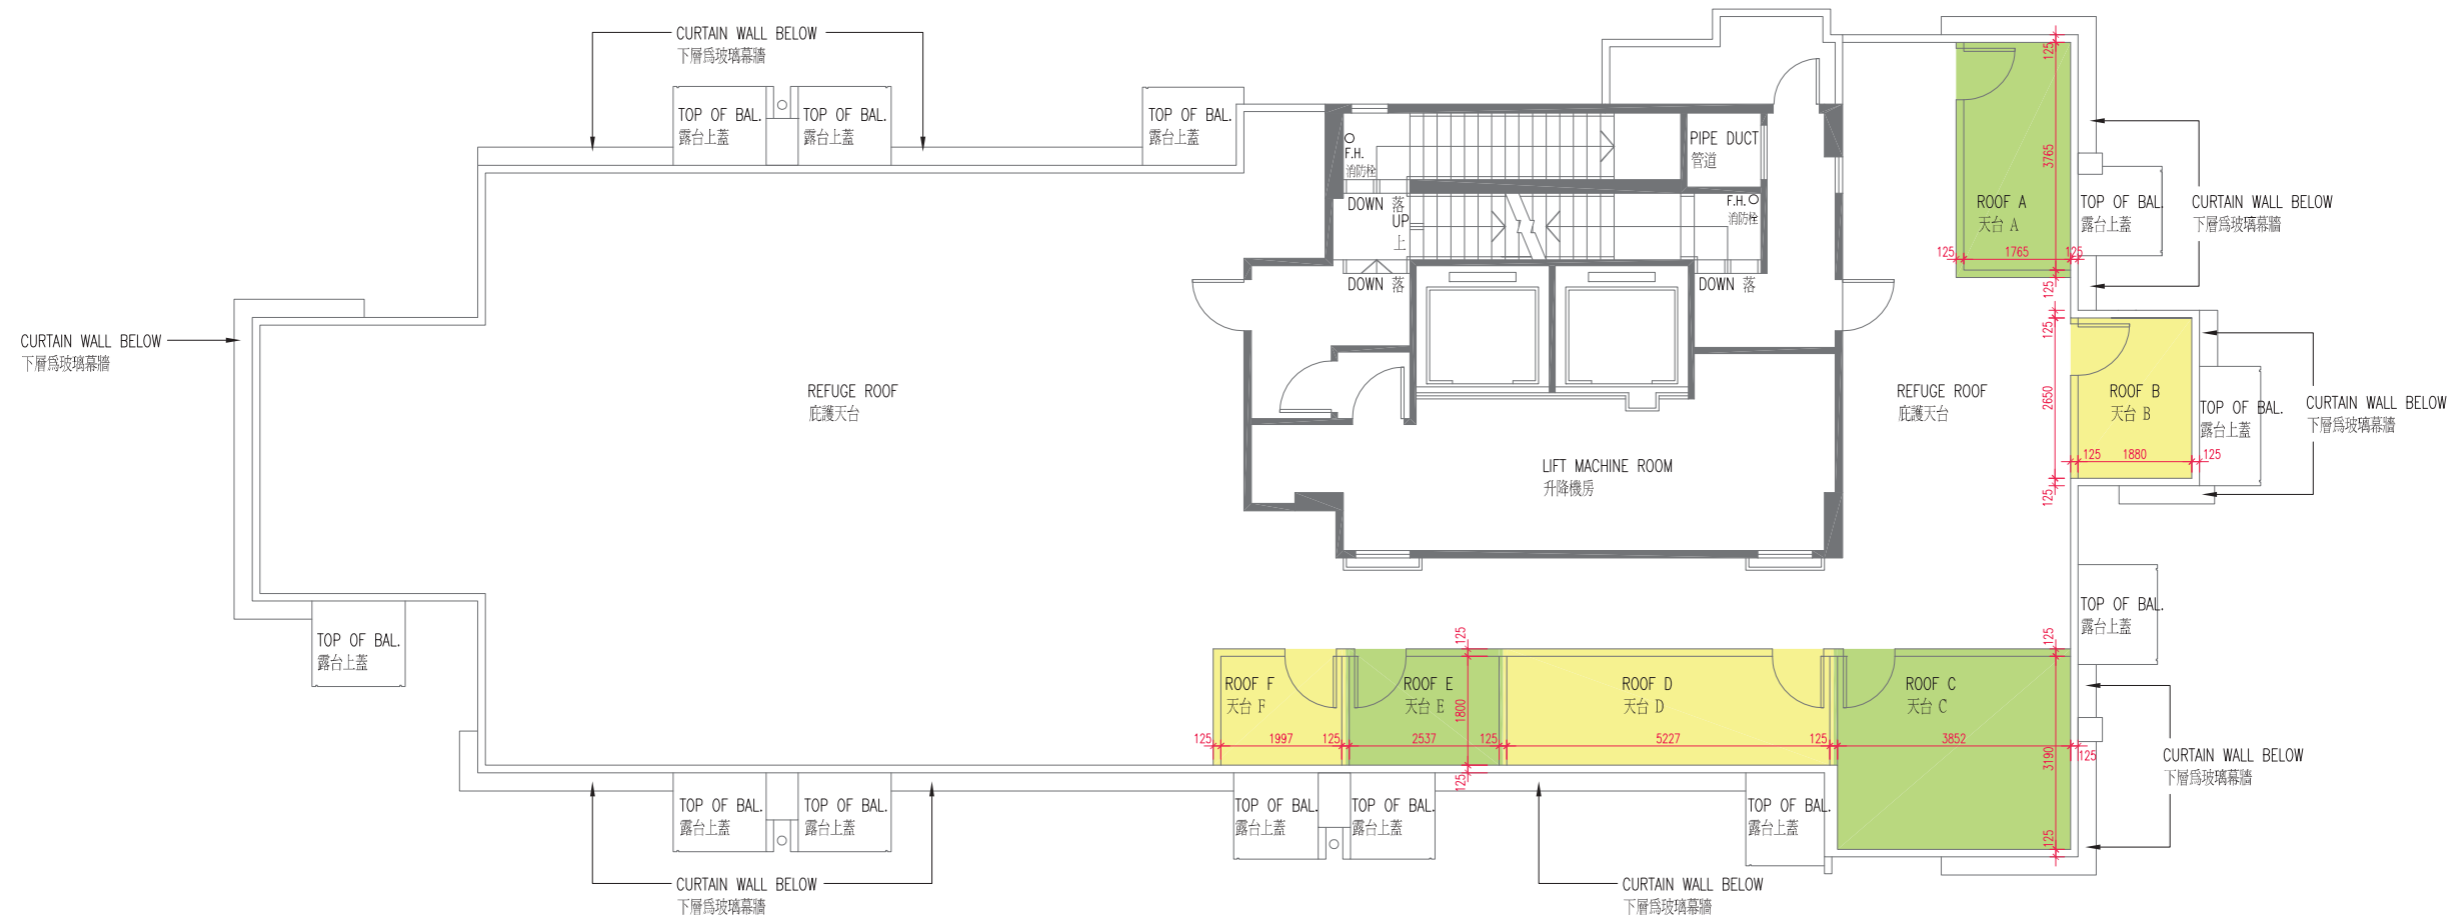 CURTAIN WALL BELOW
下層爲玻璃幕牆
TOP OF BAL.
露台上蓋
TOP OF BAL.
露台上蓋
TOP OF BAL.
露台上蓋
F.H.
消防栓
PIPE DUCT
管道
DOWN 落
UP
上
F.H.
消防栓
DOWN 落
DOWN 落
125
3765
ROOF A
天台 A
125
1765
125
125
TOP OF BAL.
露台上蓋
CURTAIN WALL BELOW
下層爲玻璃幕牆
CURTAIN WALL BELOW
下層爲玻璃幕牆
REFUGE ROOF
庇護天台
REFUGE ROOF
庇護天台
125
2650
ROOF B
天台 B
125
1880
125
125
TOP OF BAL.
露台上蓋
CURTAIN WALL BELOW
下層爲玻璃幕牆
LIFT MACHINE ROOM
升降機房
TOP OF BAL.
露台上蓋
TOP OF BAL.
露台上蓋
125
125
ROOF F
天台 F
ROOF E
天台 E
1800
ROOF D
天台 D
ROOF C
天台 C
125
1997
125
2537
125
5227
125
3852
125
3190
125
125
CURTAIN WALL BELOW
下層爲玻璃幕牆
TOP OF BAL.
露台上蓋
TOP OF BAL.
露台上蓋
TOP OF BAL.
露台上蓋
TOP OF BAL.
露台上蓋
TOP OF BAL.
露台上蓋
CURTAIN WALL BELOW
下層爲玻璃幕牆
CURTAIN WALL BELOW
下層爲玻璃幕牆